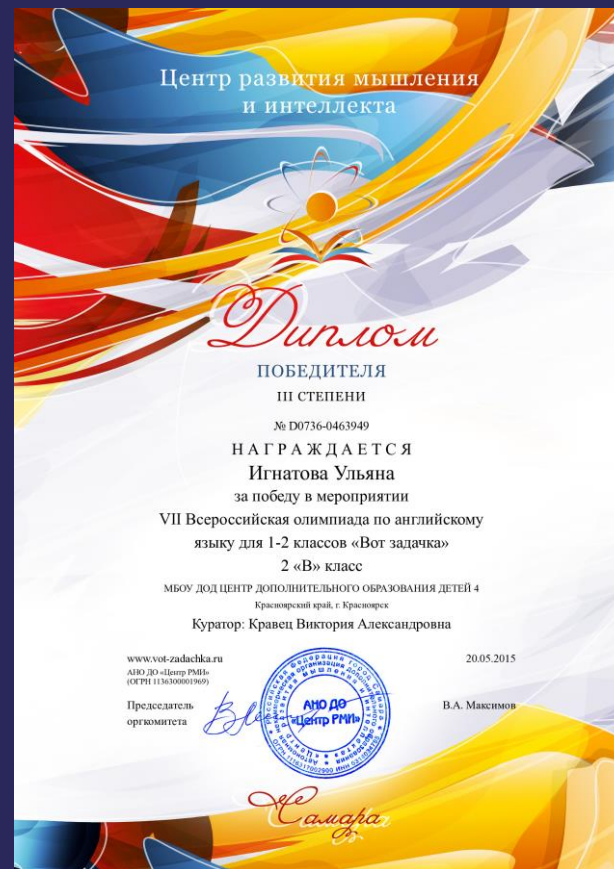 Центр развития мышления
и интеллекта
Диплом
ПОБЕДИТЕЛЯ
III СТЕПЕНИ
№ D0736-0463949
НАГРАЖДАЕТСЯ
Игнатова Ульяна
за победу в мероприятии
VII Всероссийская олимпиада по английскому
языку для 1-2 классов «Вот задачка»
2 «В» класс
МБОУ ДОД ЦЕНТР ДОПОЛНИТЕЛЬНОГО ОБРАЗОВАНИЯ ДЕТЕЙ 4
Красноярский край, г. Красноярск
Куратор: Кравец Виктория Александровна
www.vot-zadachka.ru
20.05.2015
АНО ДО «Центр РМИ»
(ОГРН 1136300001969)
Председатель
оргкомитета
В.А. Максимов
АНО ДО
«Центр РМИ»
Самара